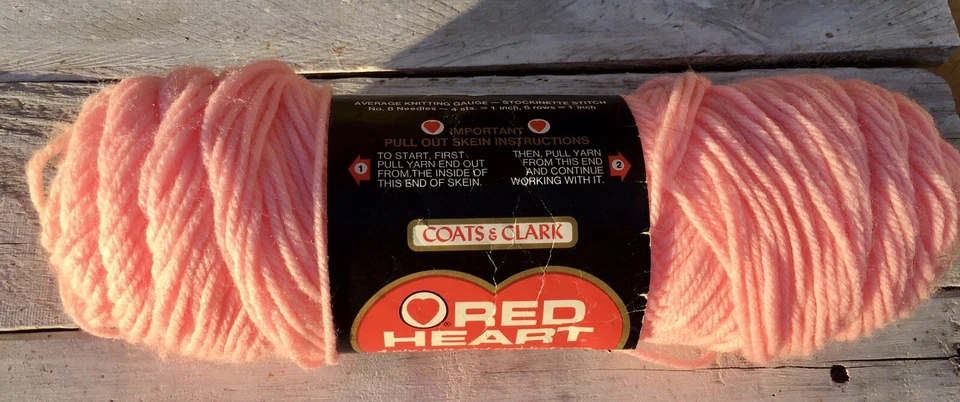 AVERAGE KNITTING GAUGE — STOCKINETTE STITCH
No. 8 Needles — 4 sts. = 1 inch, 6 rows = 1 inch
IMPORTANT
PULL OUT SKEIN INSTRUCTIONS
1
TO START, FIRST
PULL YARN END OUT
FROM THE INSIDE OF
THIS END OF SKEIN.
THEN, PULL YARN
FROM THIS END
AND CONTINUE
WORKING WITH IT.
2
COATS & CLARK
RED
HEART